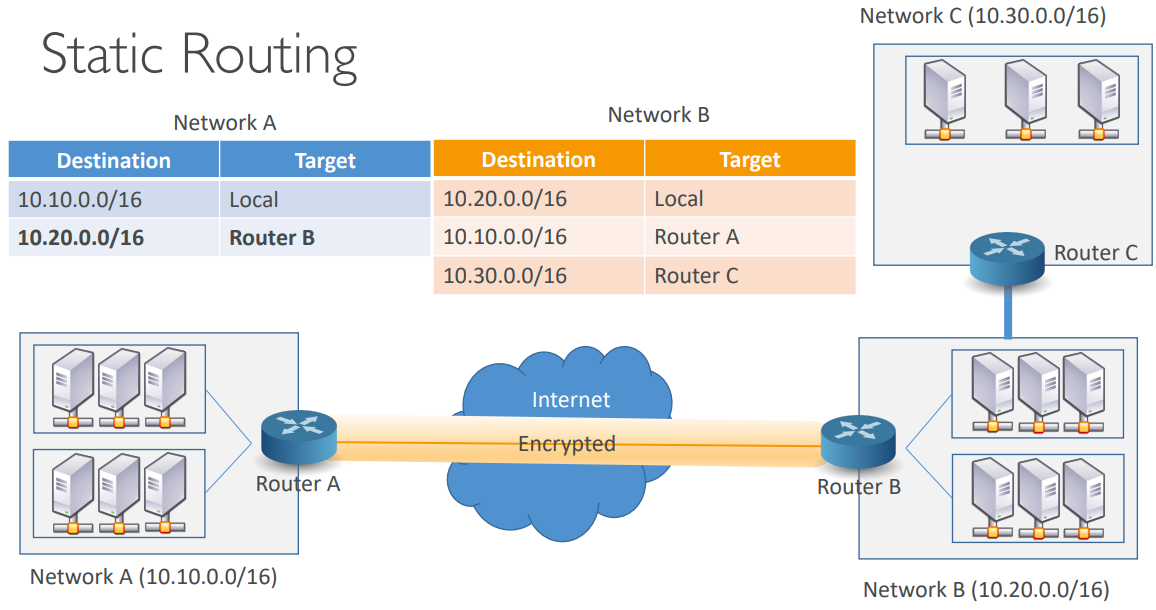 Static Routing
Network A
Destination Target
10.10.0.0/16 Local
10.20.0.0/16 Router B
Network B
Destination Target
10.20.0.0/16 Local
10.10.0.0/16 Router A
10.30.0.0/16 Router C
Network C (10.30.0.0/16)
Router C
Internet
Encrypted
Router A
Router B
Network A (10.10.0.0/16)
Network B (10.20.0.0/16)